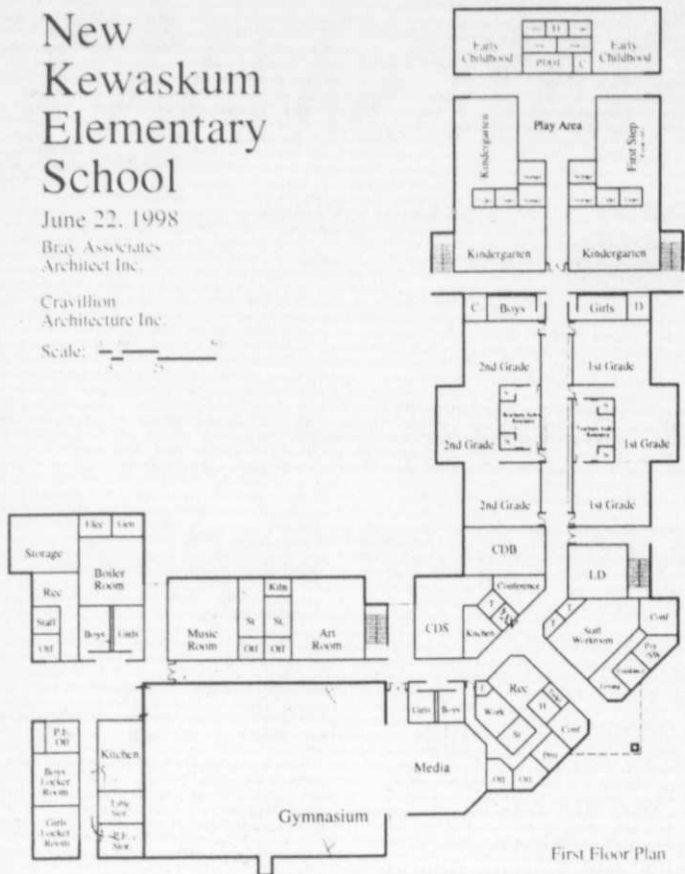 New
Kewaskum
Elementary
School
June 22, 1998
Bray Associates
Architect Inc.
Cravillion
Architecture Inc.
Scale:
Early
Childhood
Early
Childhood
C
Kindergarten
Play Area
First Step
Kindergarten
Kindergarten
C
Boys
Girls
D
2nd Grade
1st Grade
2nd Grade
1st Grade
2nd Grade
1st Grade
CDB
LD
Conference
CDS
Kitchen
T
T
T
Staff
Workroom
Conf
Elec
Gen
Storage
Boiler
Room
Rec
Staff
Off
Boys
Girls
Music
Room
St.
Off
Kiln
St.
Off
Art
Room
Girls
Boys
T
Rec
Work
St
H
Conf
Prin
Off
Off
Media
P.E.
Off
Boys
Locker
Room
Girls
Locker
Room
Kitchen
Stor.
P.E.
Stor.
Gymnasium
First Floor Plan